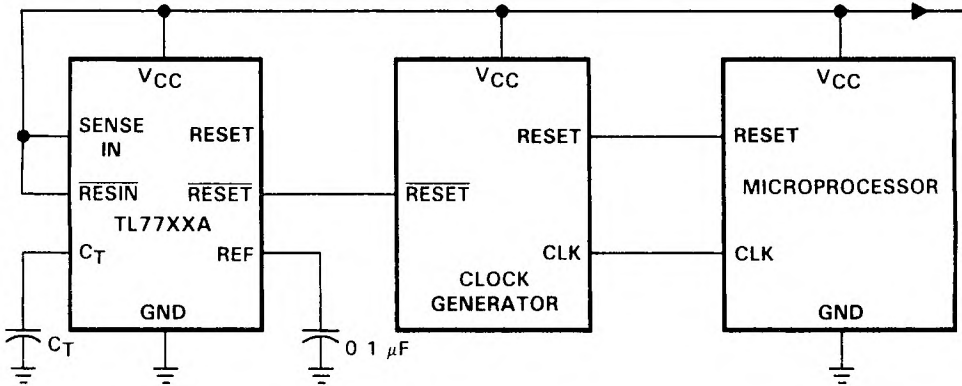 VCC
SENSE
IN
RESET
RESIN
RESET
TL77XXA
CT
REF
GND
CT
0 1 μF
VCC
RESET
RESET
CLK
CLOCK
GENERATOR
VCC
RESET
MICROPROCESSOR
CLK
GND